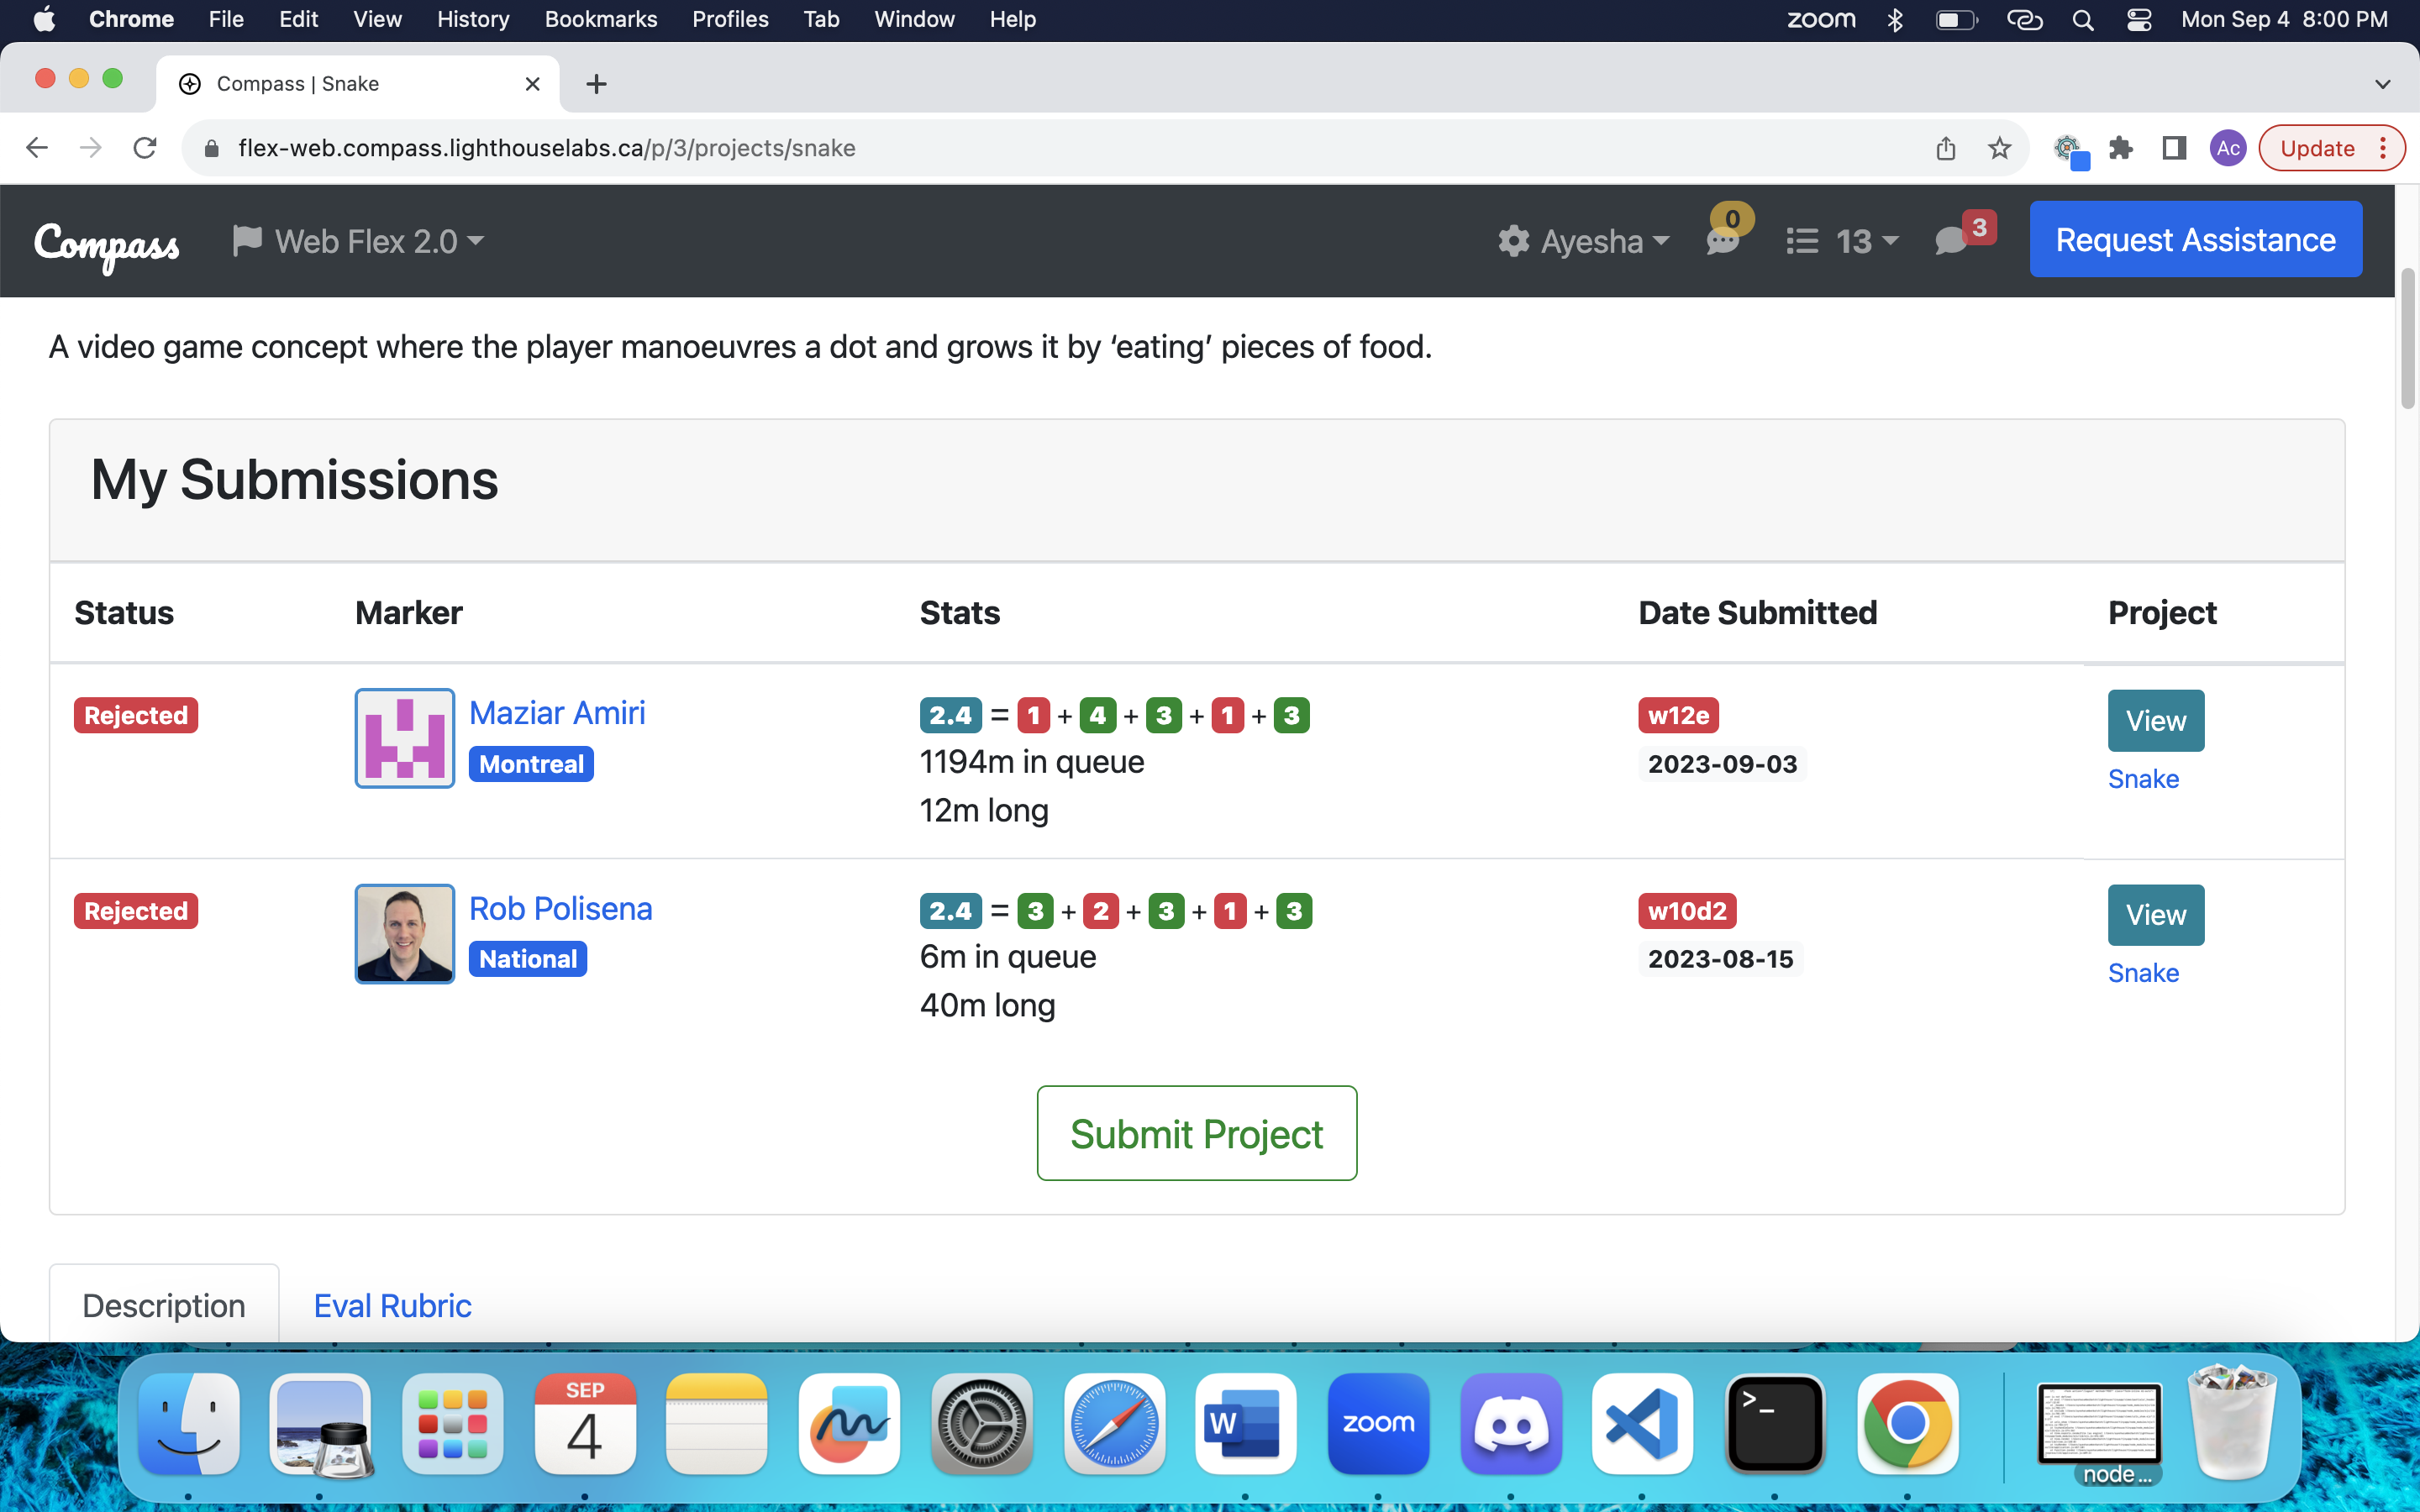 Chrome File Edit View History Bookmarks Profiles Tab Window Help zoom Mon Sep 4 8:00 PM
Compass | Snake
flex-web.compass.lighthouselabs.ca/p/3/projects/snake Ac Update
Compass Web Flex 2.0 Ayesha 0 13 3 Request Assistance
A video game concept where the player manoeuvres a dot and grows it by ‘eating’ pieces of food.
My Submissions
Status Marker Stats Date Submitted Project
Rejected Maziar Amiri 2.4 = 1 + 4 + 3 + 1 + 3 w12e View
Montreal 1194m in queue 2023-09-03 Snake
12m long
Rejected Rob Polisena 2.4 = 3 + 2 + 3 + 1 + 3 w10d2 View
National 6m in queue 2023-08-15 Snake
40m long
Submit Project
Description Eval Rubric
SEP
4
W
zoom
>_
node ...